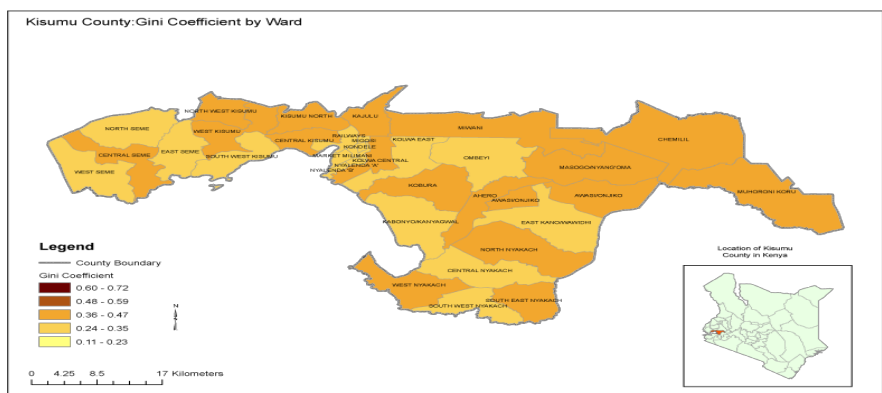 Kisumu County:Gini Coefficient by Ward
NORTH WEST KISUMU
KISUMU NORTH
KAJULU
NORTH SEME
WEST KISUMU
RAILWAYS
MIGOSI
KOLWA EAST
MIWANI
CHEMILIL
CENTRAL KISUMU
KONDELE
CENTRAL SEME
EAST SEME
SOUTH WEST KISUMU
MARKET MILIMANI
KOLWA CENTRAL
OMBEYI
WEST SEME
NYALENDA 'A'
NYALENDA 'B'
MASOGO/NYANG'OMA
KOBURA
AHERO
AWASI/ONJIKO
AWASI/ONJIKO
MUHORONI KORU
KABONYO/KANYAGWAL
EAST KANO/WAWIDHI
NORTH NYAKACH
CENTRAL NYAKACH
WEST NYAKACH
SOUTH EAST NYAKACH
SOUTH WEST NYAKACH
Legend
County Boundary
Gini Coefficient
0.60 - 0.72
0.48 - 0.59
0.36 - 0.47
0.24 - 0.35
0.11 - 0.23
0 4.25 8.5 17 Kilometers
Location of Kisumu
County in Kenya